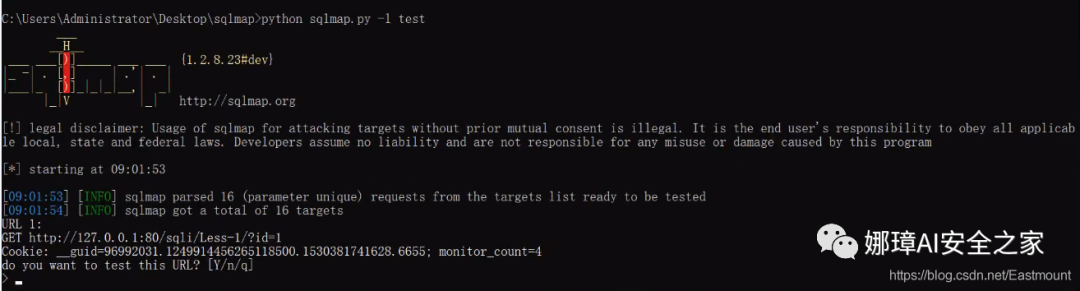 C:\Users\Administrator\Desktop\sqlmap>python sqlmap.py -l test
H
{1.2.8.23#dev}
V
http://sqlmap.org
[!] legal disclaimer: Usage of sqlmap for attacking targets without prior mutual consent is illegal. It is the end user's responsibility to obey all applicab
le local, state and federal laws. Developers assume no liability and are not responsible for any misuse or damage caused by this program
[*] starting at 09:01:53
[09:01:53] [INFO] sqlmap parsed 16 (parameter unique) requests from the targets list ready to be tested
[09:01:54] [INFO] sqlmap got a total of 16 targets
URL 1:
GET http://127.0.0.1:80/sqli/Less-1/?id=1
Cookie: __guid=96992031.1249914456265118500.1530381741628.6655; monitor_count=4
do you want to test this URL? [Y/n/q]
>
娜璋AI安全之家
https://blog.csdn.net/Eastmount